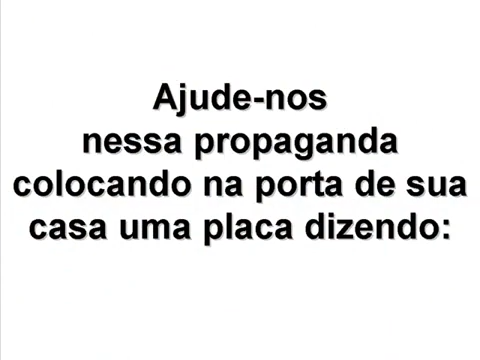 Ajude-nos
nessa propaganda
colocando na porta de sua
casa uma placa dizendo: